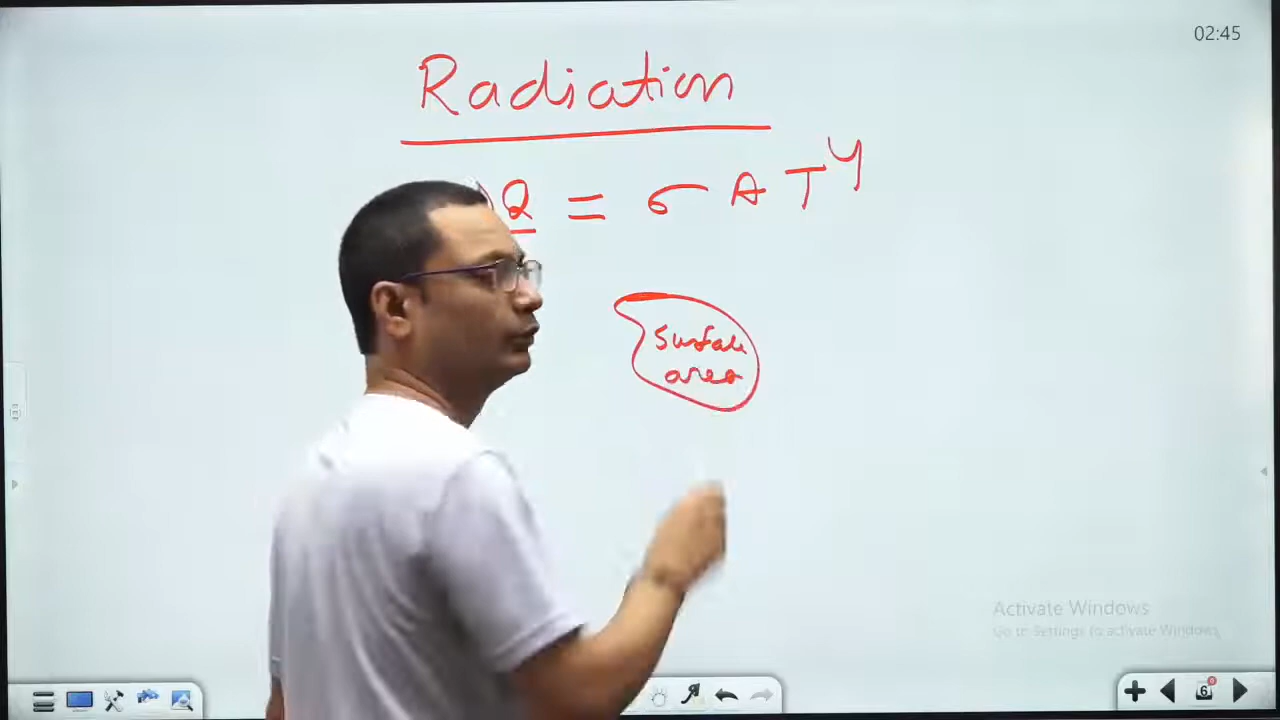 02:45
Radiation
Q = σ A T⁴
Surface
area
Activate Windows
Go to Settings to activate Windows.
6